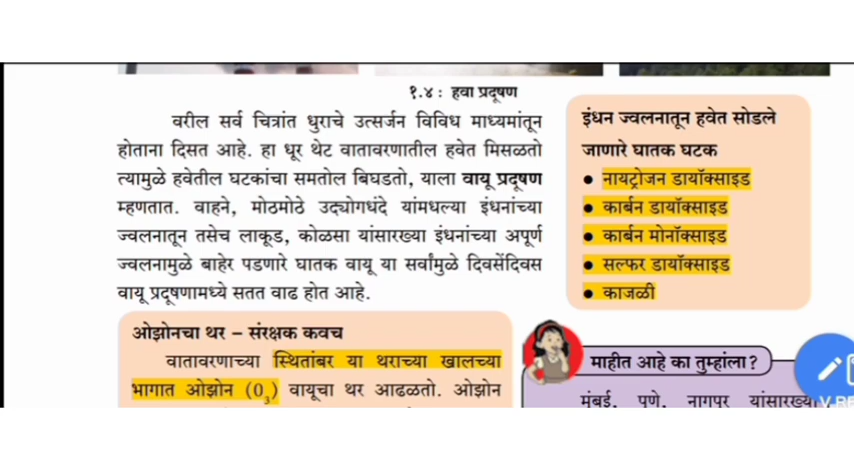 १.४ : हवा प्रदूषण
वरील सर्व चित्रांत धुराचे उत्सर्जन विविध माध्यमांतून
होताना दिसत आहे. हा धूर थेट वातावरणातील हवेत मिसळतो
त्यामुळे हवेतील घटकांचा समतोल बिघडतो, याला वायू प्रदूषण
म्हणतात. वाहने, मोठमोठे उद्योगधंदे यांमधल्या इंधनांच्या
ज्वलनातून तसेच लाकूड, कोळसा यांसारख्या इंधनांच्या अपूर्ण
ज्वलनामुळे बाहेर पडणारे घातक वायू या सर्वांमुळे दिवसेंदिवस
वायू प्रदूषणामध्ये सतत वाढ होत आहे.
ओझोनचा थर – संरक्षक कवच
वातावरणाच्या स्थितांबर या थराच्या खालच्या
भागात ओझोन (O₃) वायूचा थर आढळतो. ओझोन
इंधन ज्वलनातून हवेत सोडले
जाणारे घातक घटक
● नायट्रोजन डायॉक्साइड
● कार्बन डायॉक्साइड
● कार्बन मोनॉक्साइड
● सल्फर डायॉक्साइड
● काजळी
माहीत आहे का तुम्हांला?
मुंबई, पुणे, नागपूर यांसारख्या